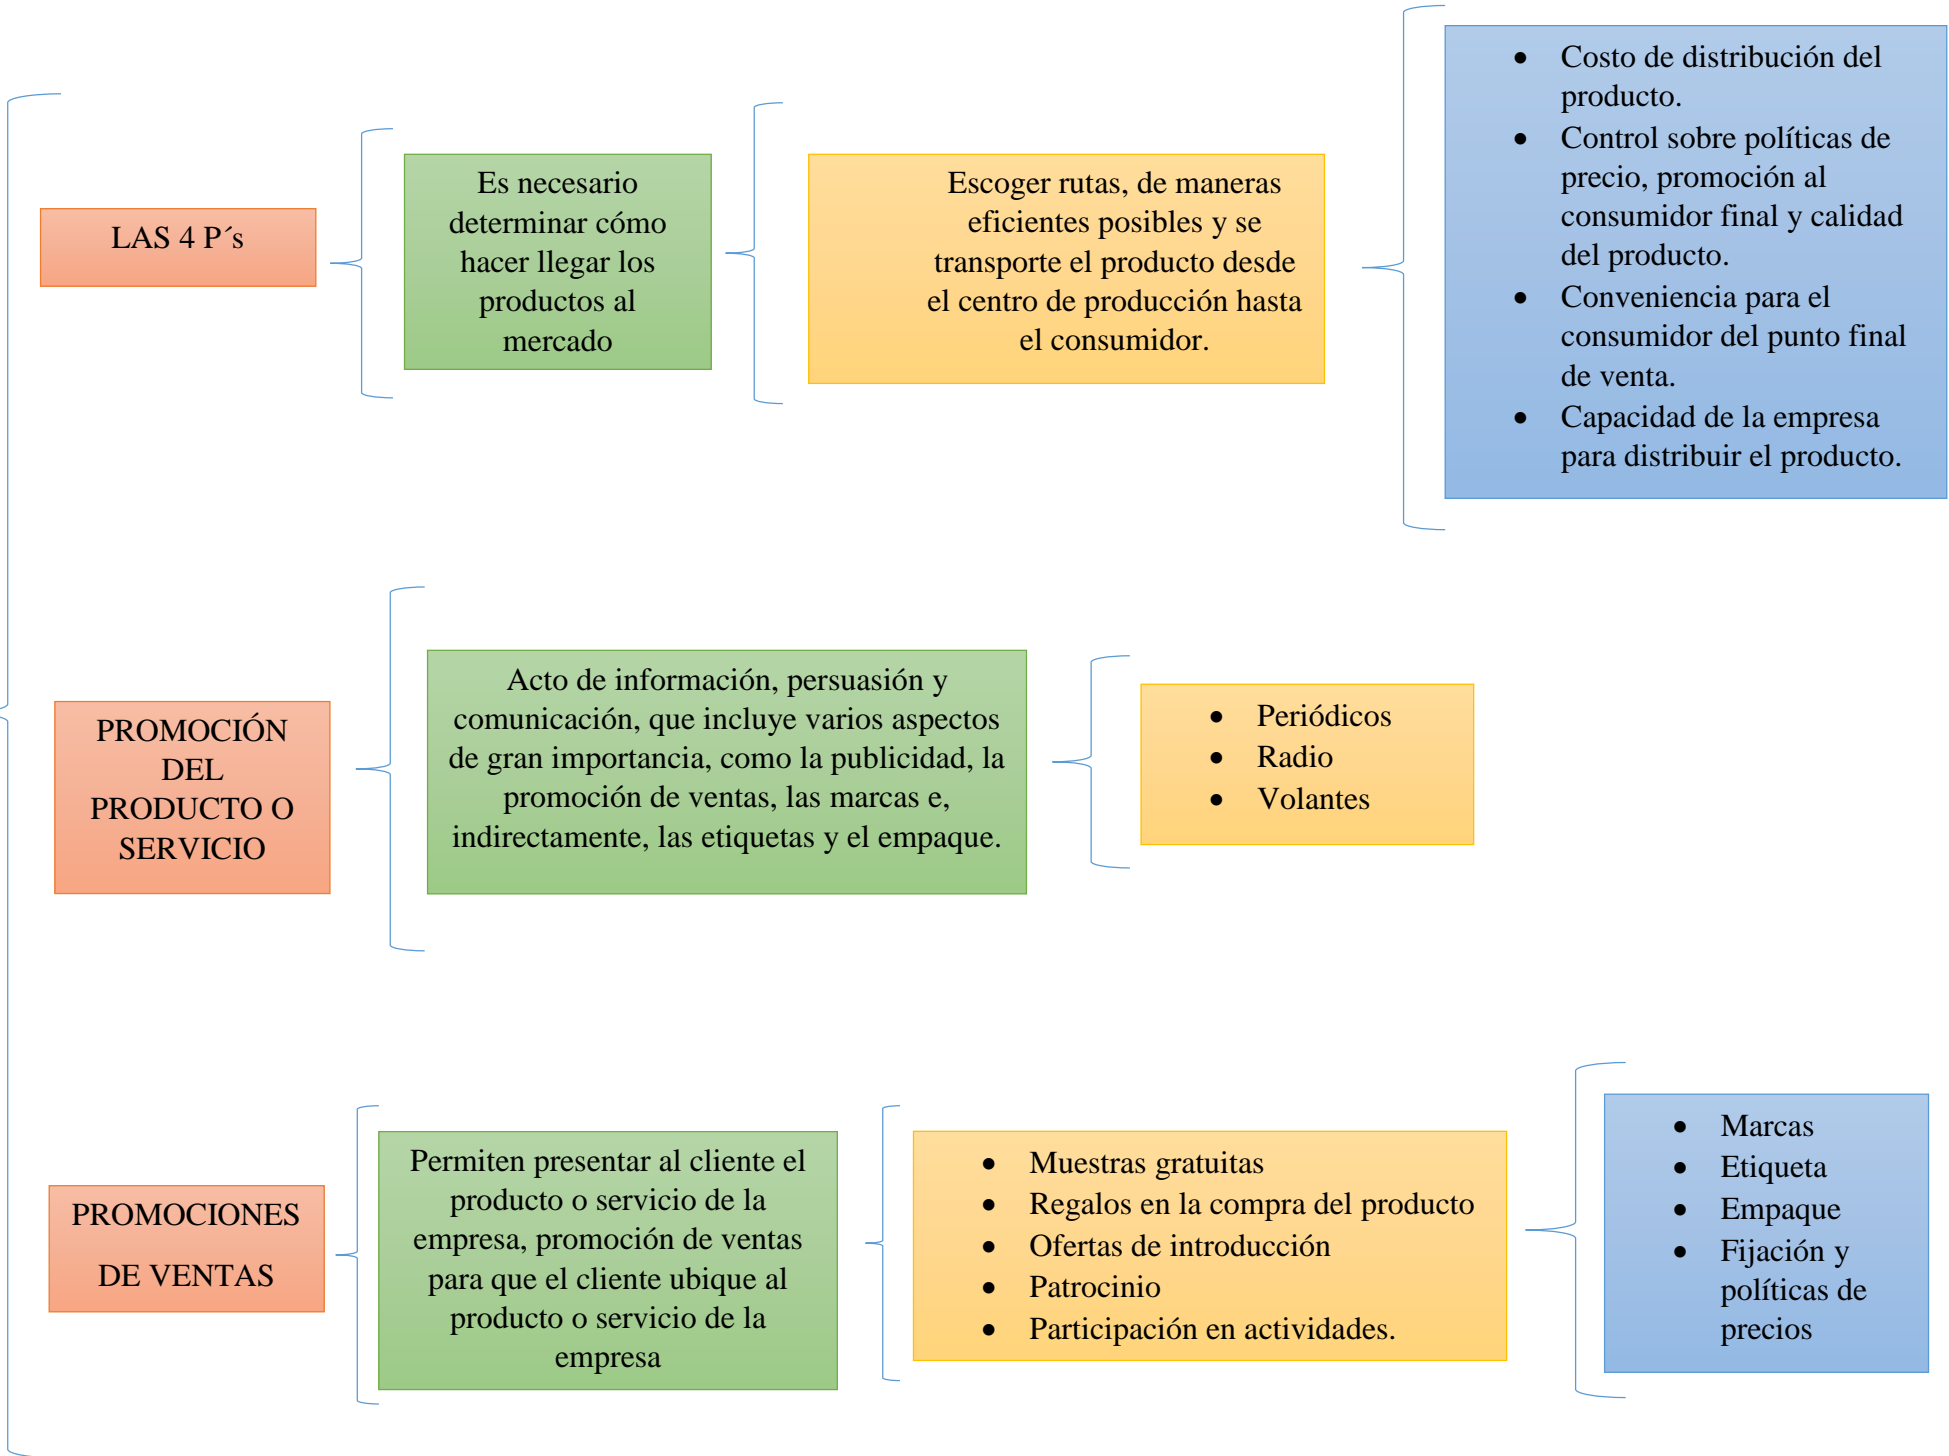 LAS 4 P´s
Es necesario
determinar cómo
hacer llegar los
productos al
mercado
Escoger rutas, de maneras
eficientes posibles y se
transporte el producto desde
el centro de producción hasta
el consumidor.
• Costo de distribución del
producto.
• Control sobre políticas de
precio, promoción al
consumidor final y calidad
del producto.
• Conveniencia para el
consumidor del punto final
de venta.
• Capacidad de la empresa
para distribuir el producto.
PROMOCIÓN
DEL
PRODUCTO O
SERVICIO
Acto de información, persuasión y
comunicación, que incluye varios aspectos
de gran importancia, como la publicidad, la
promoción de ventas, las marcas e,
indirectamente, las etiquetas y el empaque.
• Periódicos
• Radio
• Volantes
PROMOCIONES
DE VENTAS
Permiten presentar al cliente el
producto o servicio de la
empresa, promoción de ventas
para que el cliente ubique al
producto o servicio de la
empresa
• Muestras gratuitas
• Regalos en la compra del producto
• Ofertas de introducción
• Patrocinio
• Participación en actividades.
• Marcas
• Etiqueta
• Empaque
• Fijación y
políticas de
precios